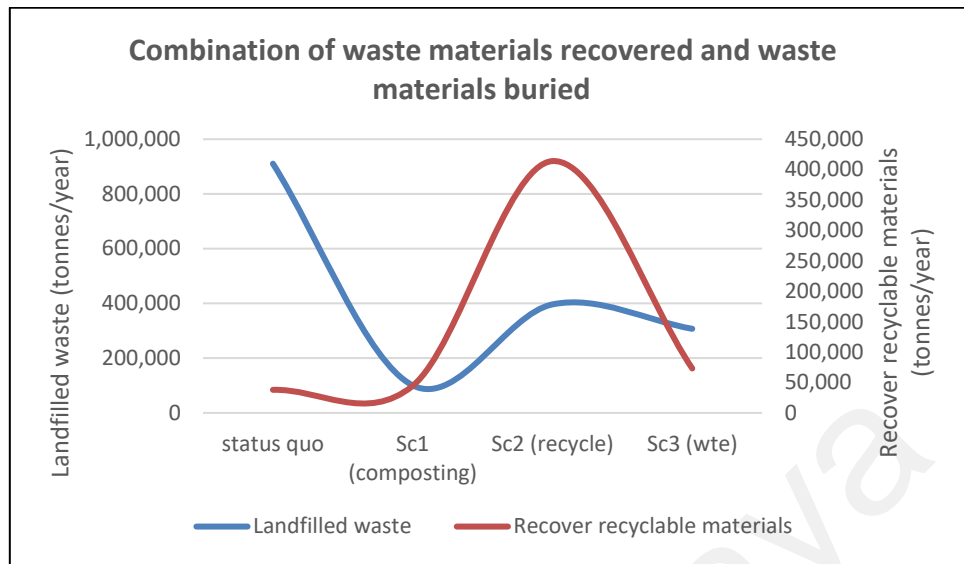 Combination of waste materials recovered and waste
materials buried
Landfilled waste (tonnes/year)
1,000,000
800,000
600,000
400,000
200,000
0
450,000
400,000
350,000
300,000
250,000
200,000
150,000
100,000
50,000
0
Recover recyclable materials
(tonnes/year)
status quo
Sc1
(composting)
Sc2 (recycle)
Sc3 (wte)
Landfilled waste
Recover recyclable materials